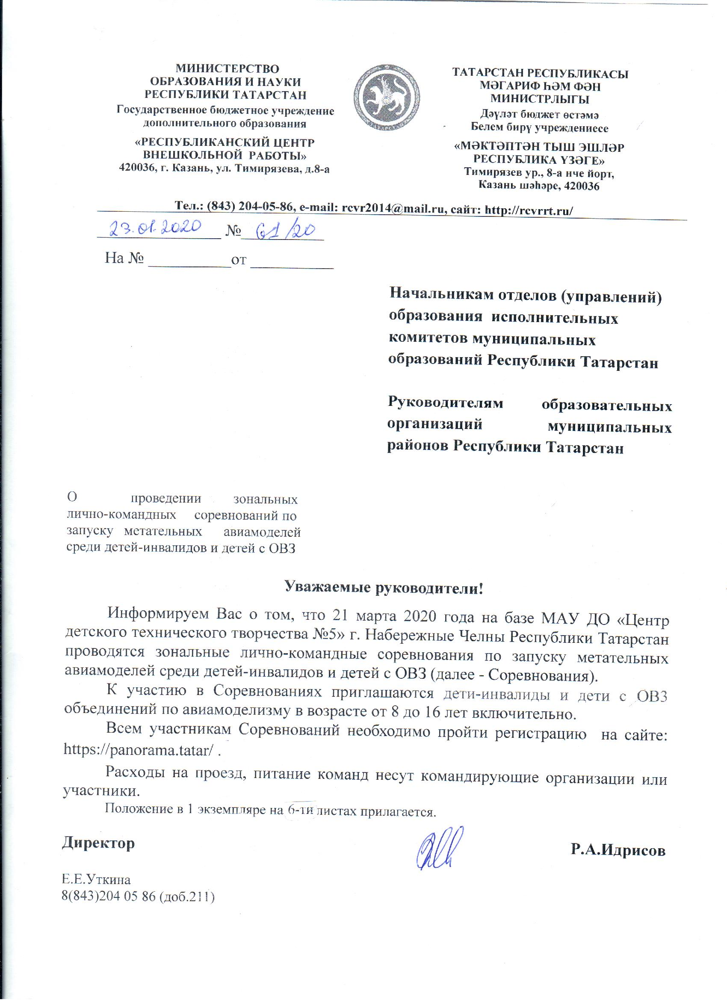 МИНИСТЕРСТВО
ОБРАЗОВАНИЯ И НАУКИ
РЕСПУБЛИКИ ТАТАРСТАН
Государственное бюджетное учреждение
дополнительного образования
«РЕСПУБЛИКАНСКИЙ ЦЕНТР
ВНЕШКОЛЬНОЙ РАБОТЫ»
420036, г. Казань, ул. Тимирязева, д.8-а
ТАТАРСТАН РЕСПУБЛИКАСЫ
МӘГАРИФ ҺӘМ ФӘН
МИНИСТРЛЫГЫ
Дәүләт бюджет өстәмә
Белем бирү учреждениесе
«МӘКТӘПТӘН ТЫШ ЭШЛӘР
РЕСПУБЛИКА ҮЗӘГЕ»
Тимирязев ур., 8-а нче йорт,
Казань шәһәре, 420036
Тел.: (843) 204-05-86, e-mail: rcvr2014@mail.ru, сайт: http://rcvrrt.ru/
23.01.2020 № 61/20
На № ___________от ___________
Начальникам отделов (управлений)
образования исполнительных
комитетов муниципальных
образований Республики Татарстан
Руководителям образовательных
организаций муниципальных
районов Республики Татарстан
О проведении зональных
лично-командных соревнований по
запуску метательных авиамоделей
среди детей-инвалидов и детей с ОВЗ
Уважаемые руководители!
Информируем Вас о том, что 21 марта 2020 года на базе МАУ ДО «Центр
детского технического творчества №5» г. Набережные Челны Республики Татарстан
проводятся зональные лично-командные соревнования по запуску метательных
авиамоделей среди детей-инвалидов и детей с ОВЗ (далее - Соревнования).
К участию в Соревнованиях приглашаются дети-инвалиды и дети с ОВЗ
объединений по авиамоделизму в возрасте от 8 до 16 лет включительно.
Всем участникам Соревнований необходимо пройти регистрацию на сайте:
https://panorama.tatar/ .
Расходы на проезд, питание команд несут командирующие организации или
участники.
Положение в 1 экземпляре на 6-ти листах прилагается.
Директор Р.А.Идрисов
Е.Е.Уткина
8(843)204 05 86 (доб.211)